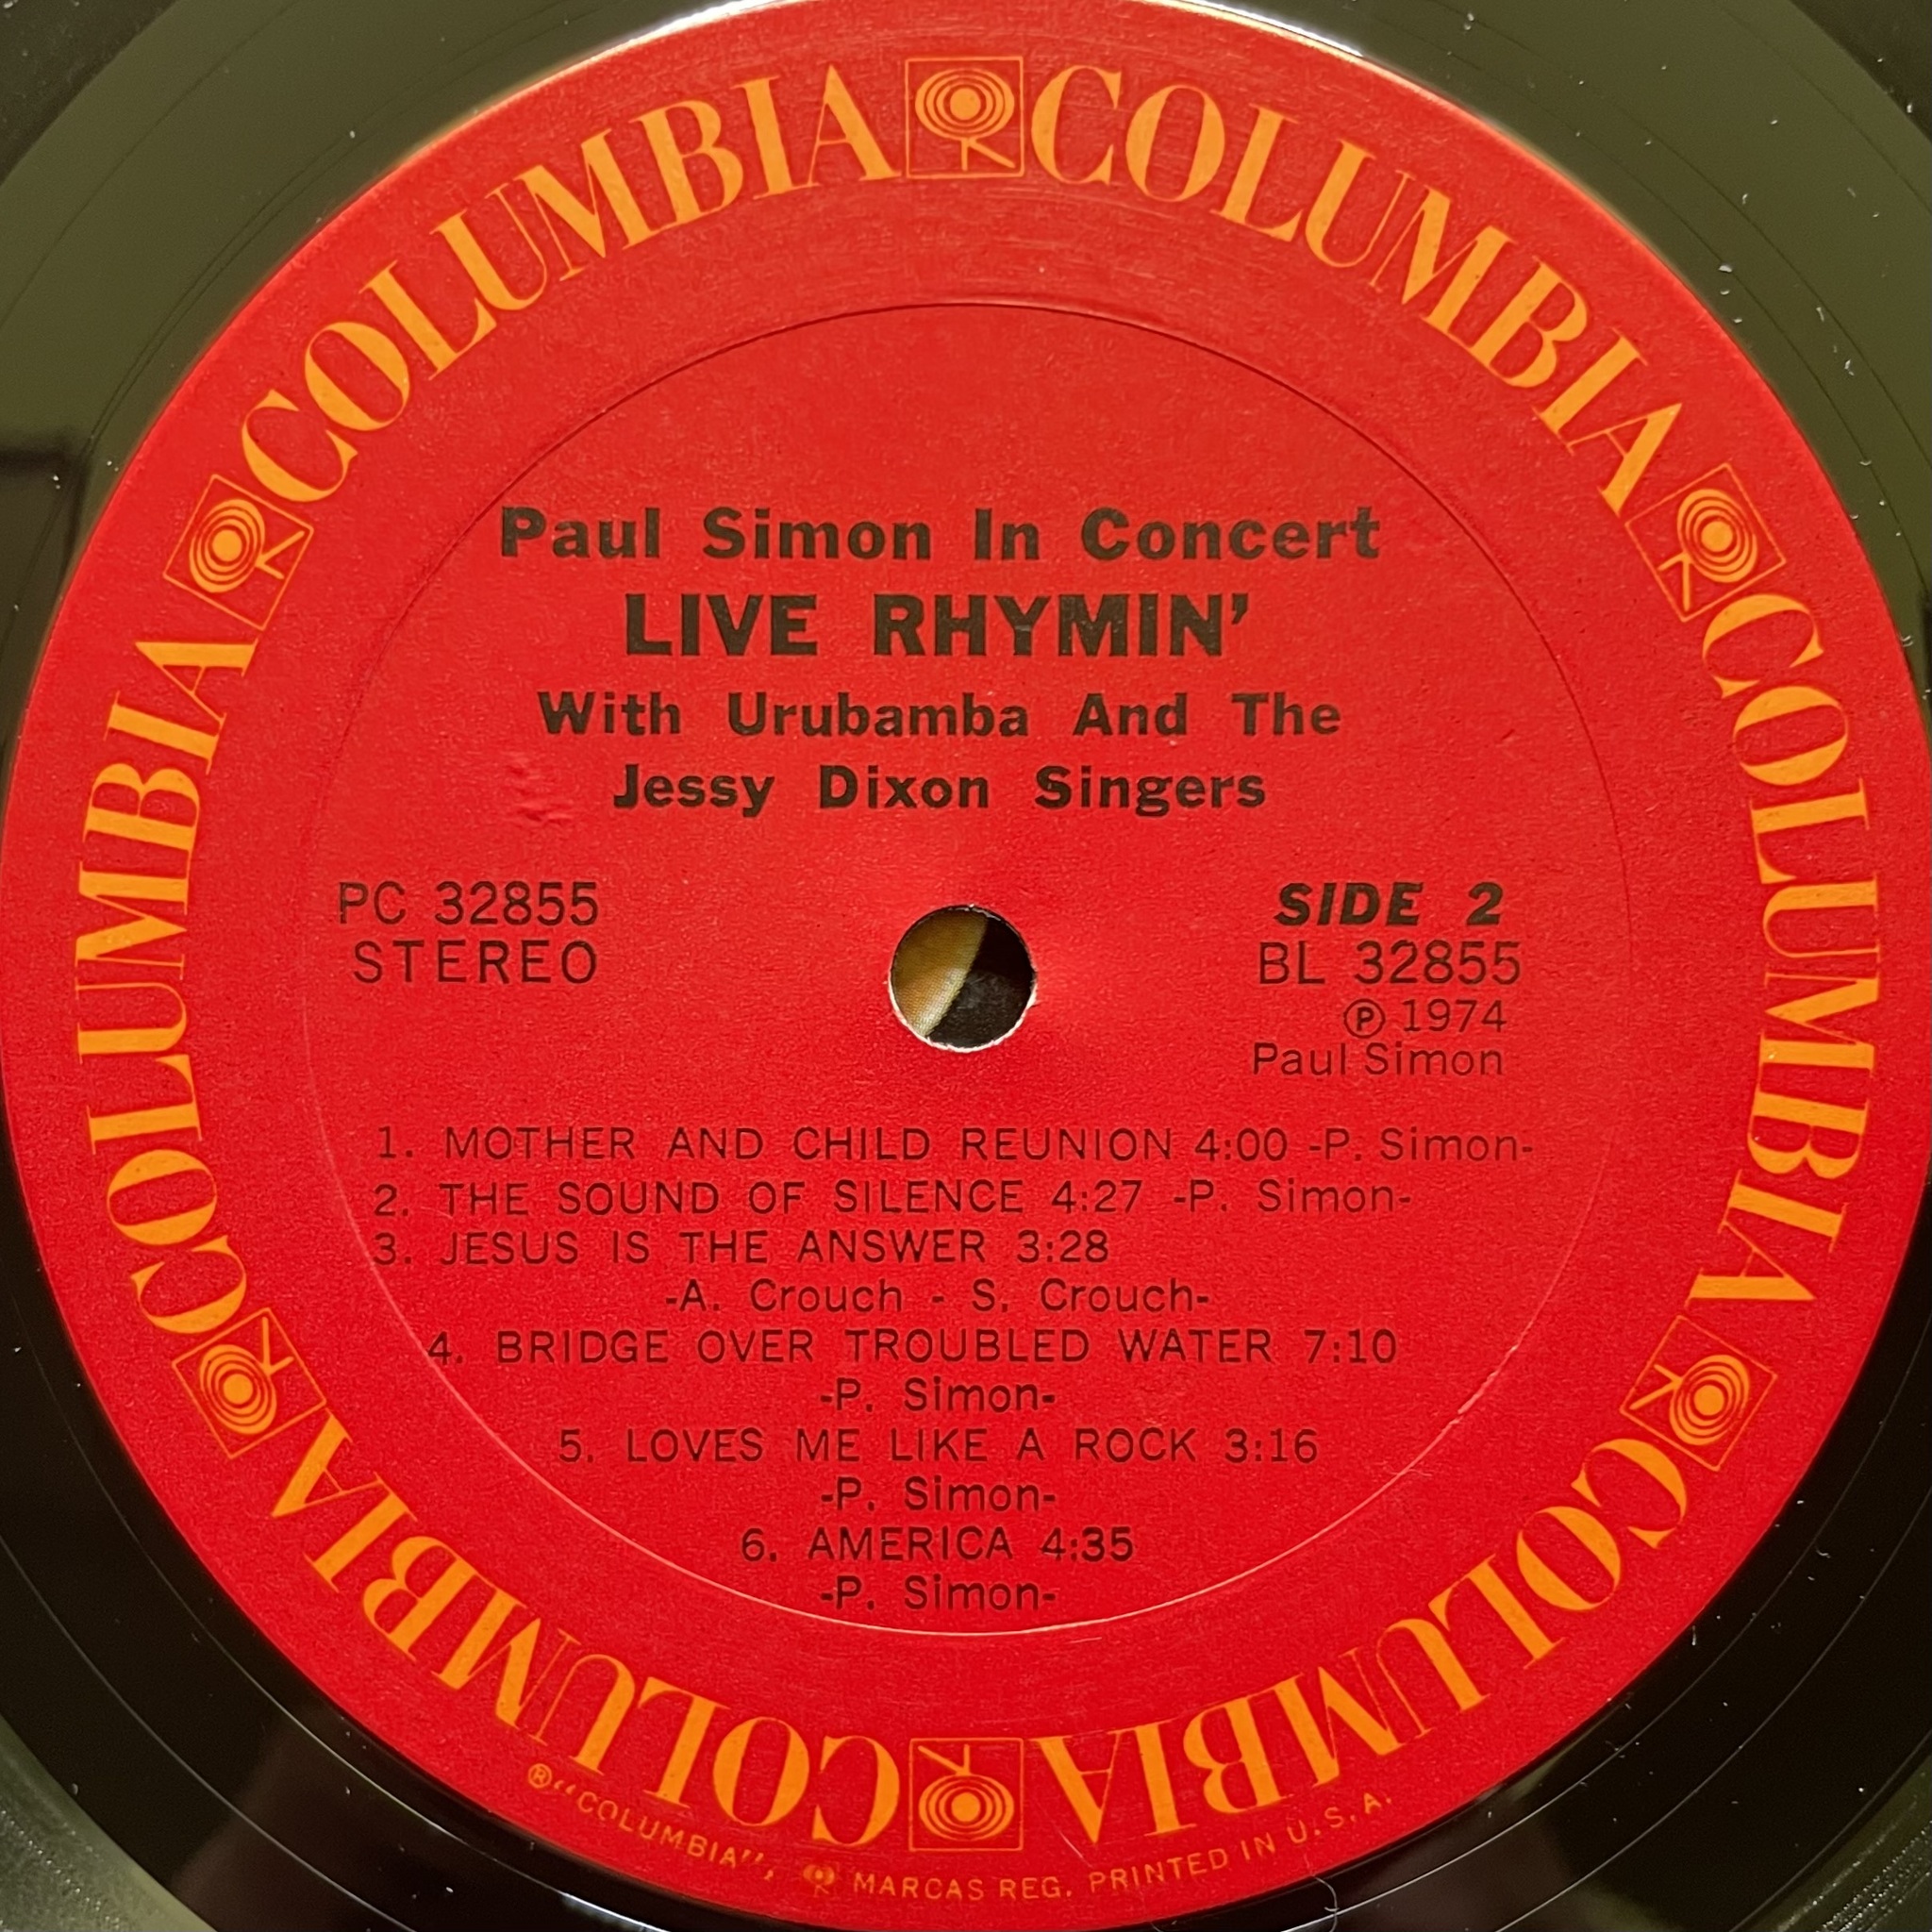 COLUMBIA COLUMBIA COLUMBIA COLUMBIA COLUMBIA COLUMBIA
Paul Simon In Concert
LIVE RHYMIN'
With Urubamba And The
Jessy Dixon Singers
PC 32855
STEREO
SIDE 2
BL 32855
Ⓟ 1974
Paul Simon
1. MOTHER AND CHILD REUNION 4:00 -P. Simon-
2. THE SOUND OF SILENCE 4:27 -P. Simon-
3. JESUS IS THE ANSWER 3:28
-A. Crouch - S. Crouch-
4. BRIDGE OVER TROUBLED WATER 7:10
-P. Simon-
5. LOVES ME LIKE A ROCK 3:16
-P. Simon-
6. AMERICA 4:35
-P. Simon-
® "COLUMBIA", MARCAS REG. PRINTED IN U.S.A.